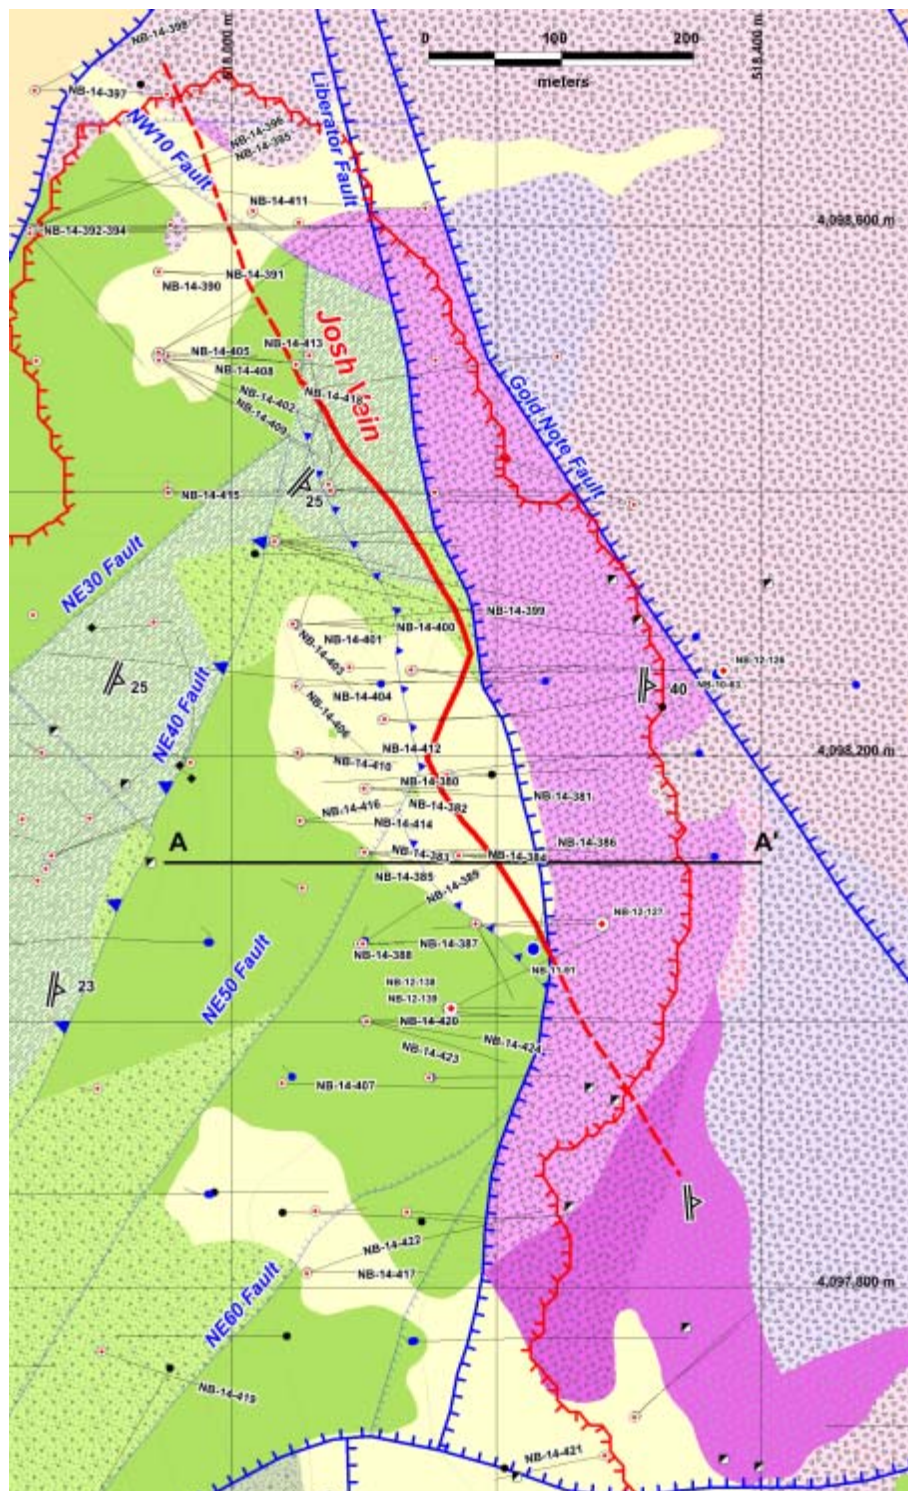 NB-14-398
0 100 200
meters
518,000 m
518,400 m
NB-14-397
Liberator Fault
NW10 Fault
NB-14-396
NB-14-395
NB-14-411
4,098,600 m
NB-14-392-394
NB-14-391
NB-14-390
Josh Vein
NB-14-405
NB-14-413
NB-14-408
NB-14-402
NB-14-418
NB-14-409
Gold Note Fault
NB-14-415
25
NE30 Fault
NB-14-399
NB-14-400
NB-14-401
NB-14-403
NB-12-126
NB-10-63
25
40
NB-14-404
NB-14-406
NE40 Fault
NB-14-412
4,098,200 m
NB-14-410
NB-14-380
NB-14-381
NB-14-416
NB-14-382
NB-14-414
A
A'
NB-14-386
NB-14-383
NB-14-384
NB-14-385
NB-14-389
NB-12-127
NE50 Fault
NB-14-387
NB-14-388
NB-11-91
23
NB-12-138
NB-12-139
NB-14-420
NB-14-424
NB-14-423
NB-14-407
NB-14-422
NB-14-417
4,097,800 m
NE60 Fault
NB-14-419
NB-14-421